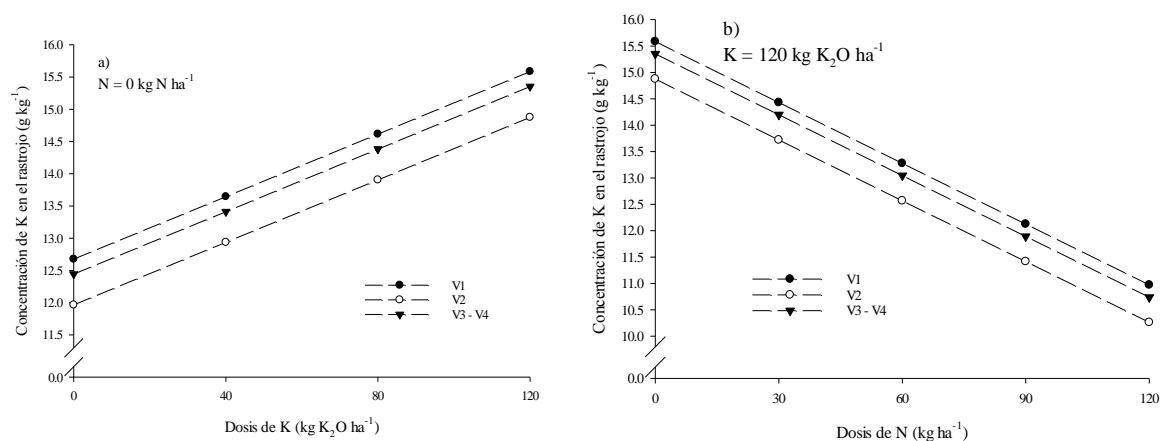 a)
N = 0 kg N ha⁻¹
Concentración de K en el rastrojo (g kg⁻¹)
16.0
15.5
15.0
14.5
14.0
13.5
13.0
12.5
12.0
11.5
0.0
V1
V2
V3 - V4
0
40
80
120
Dosis de K (kg K₂O ha⁻¹)
b)
K = 120 kg K₂O ha⁻¹
Concentración de K en el rastrojo (g kg⁻¹)
16.0
15.5
15.0
14.5
14.0
13.5
13.0
12.5
12.0
11.5
11.0
10.5
10.0
0.0
V1
V2
V3 - V4
0
30
60
90
120
Dosis de N (kg ha⁻¹)